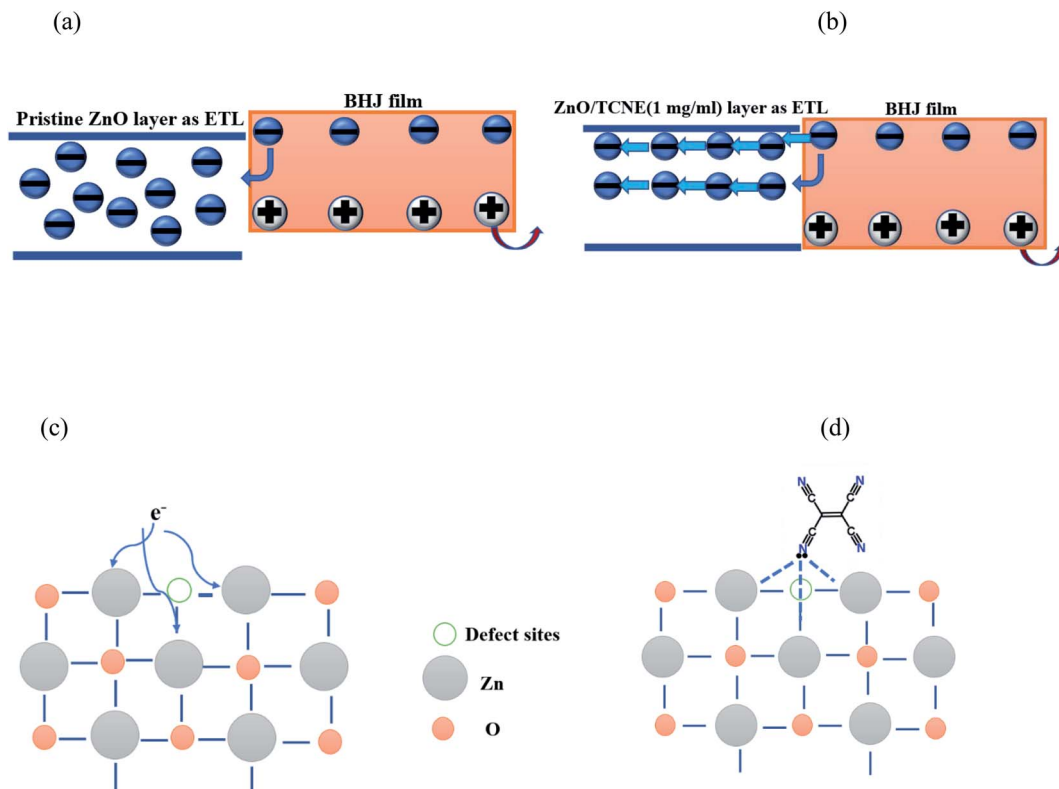 (a)
(b)
Pristine ZnO layer as ETL
BHJ film
ZnO/TCNE(1 mg/ml) layer as ETL
BHJ film
(c)
(d)
e⁻
N
N
C
C
C
C
N
N
Defect sites
Zn
O